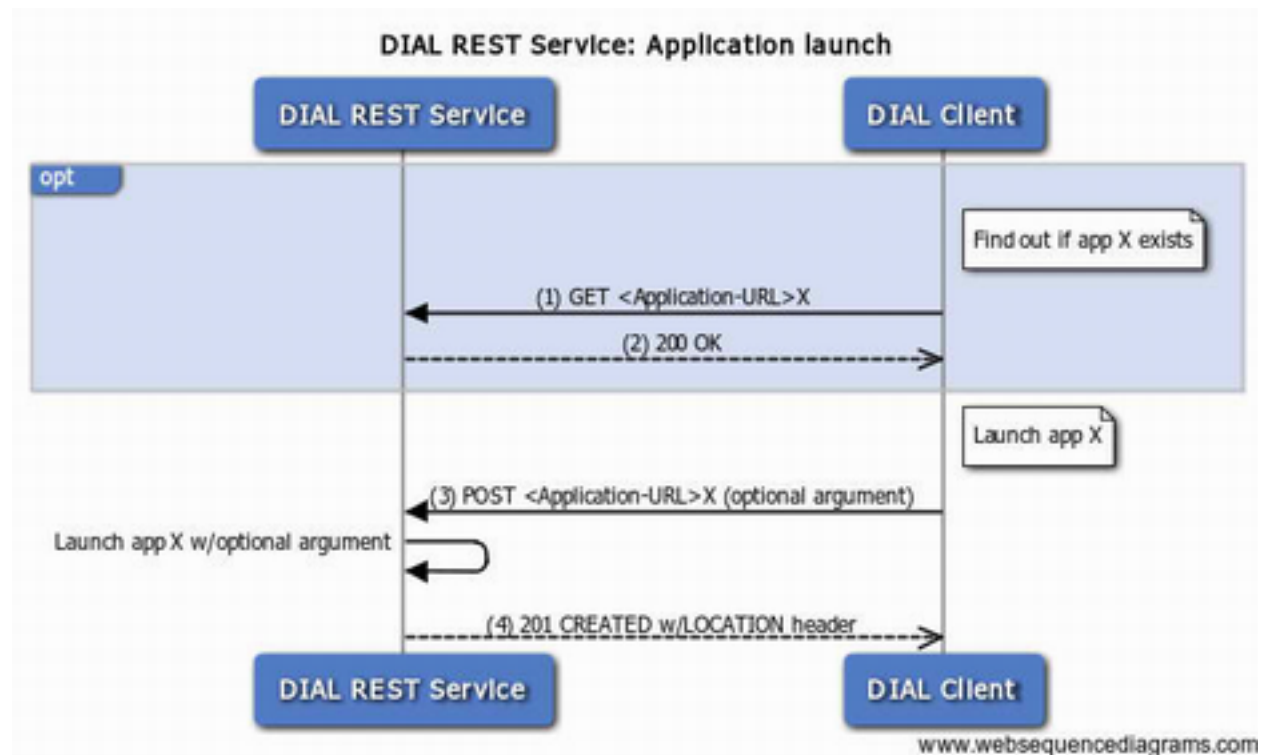 DIAL REST Service: Application launch
DIAL REST Service
DIAL Client
opt
Find out if app X exists
(1) GET <Application-URL>X
(2) 200 OK
Launch app X
(3) POST <Application-URL>X (optional argument)
Launch app X w/optional argument
(4) 201 CREATED w/LOCATION header
DIAL REST Service
DIAL Client
www.websequencediagrams.com